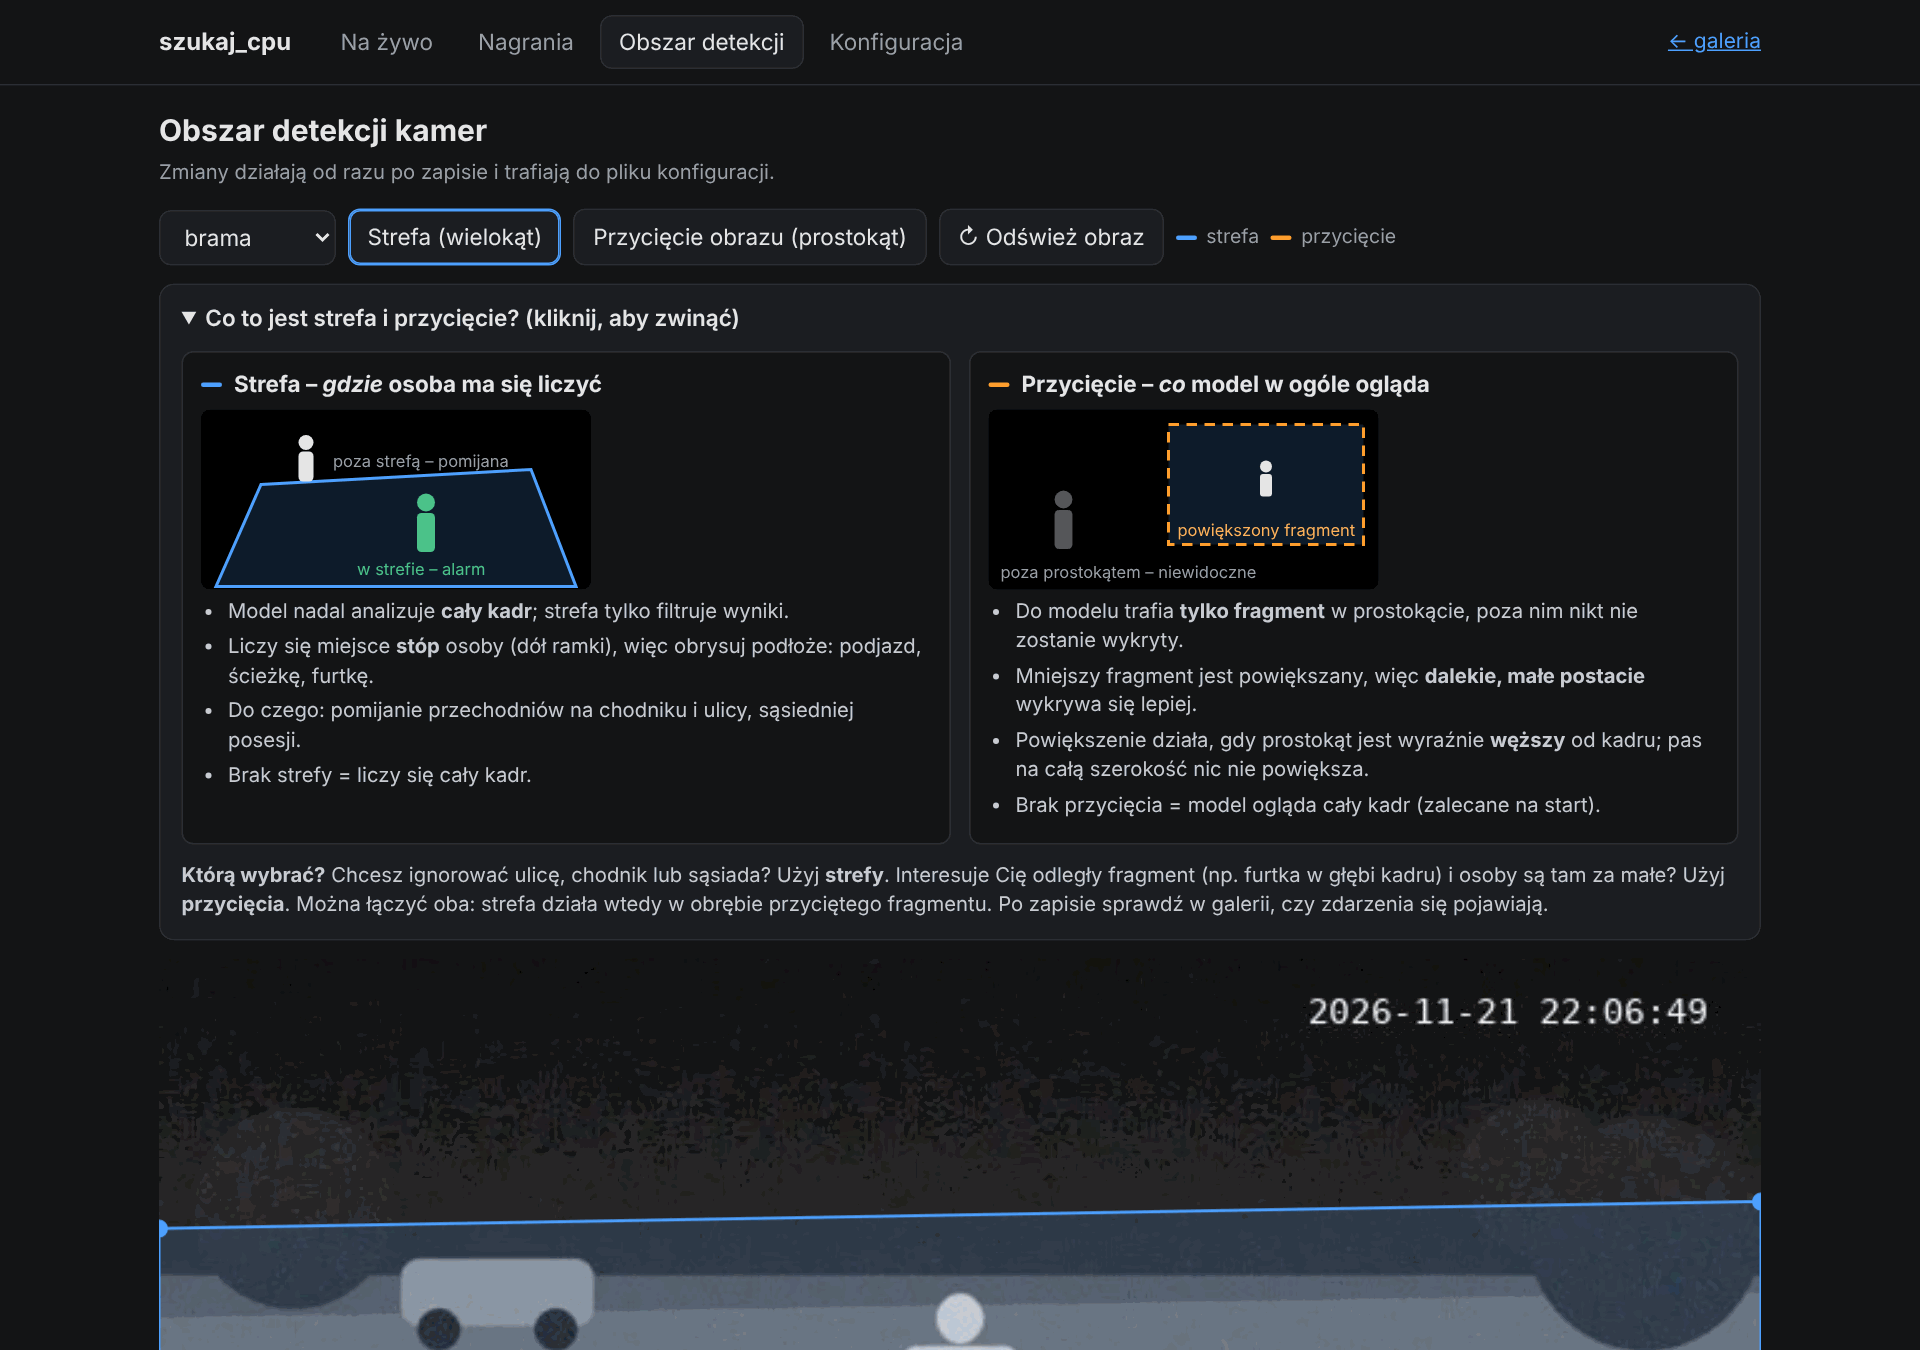 szukaj_cpu Na żywo Nagrania Obszar detekcji Konfiguracja ← galeria
Obszar detekcji kamer
Zmiany działają od razu po zapisie i trafiają do pliku konfiguracji.
brama Strefa (wielokąt) Przycięcie obrazu (prostokąt) ↻ Odśwież obraz strefa przycięcie
▼ Co to jest strefa i przycięcie? (kliknij, aby zwinąć)
Strefa – gdzie osoba ma się liczyć
poza strefą – pomijana
w strefie – alarm
• Model nadal analizuje cały kadr; strefa tylko filtruje wyniki.
• Liczy się miejsce stóp osoby (dół ramki), więc obrysuj podłoże: podjazd,
ścieżkę, furtkę.
• Do czego: pomijanie przechodniów na chodniku i ulicy, sąsiedniej
posesji.
• Brak strefy = liczy się cały kadr.
Przycięcie – co model w ogóle ogląda
powiększony fragment
poza prostokątem – niewidoczne
• Do modelu trafia tylko fragment w prostokącie, poza nim nikt nie
zostanie wykryty.
• Mniejszy fragment jest powiększany, więc dalekie, małe postacie
wykrywa się lepiej.
• Powiększenie działa, gdy prostokąt jest wyraźnie węższy od kadru; pas
na całą szerokość nic nie powiększa.
• Brak przycięcia = model ogląda cały kadr (zalecane na start).
Którą wybrać? Chcesz ignorować ulicę, chodnik lub sąsiada? Użyj strefy. Interesuje Cię odległy fragment (np. furtka w głębi kadru) i osoby są tam za małe? Użyj
przycięcia. Można łączyć oba: strefa działa wtedy w obrębie przyciętego fragmentu. Po zapisie sprawdź w galerii, czy zdarzenia się pojawiają.
2026-11-21 22:06:49